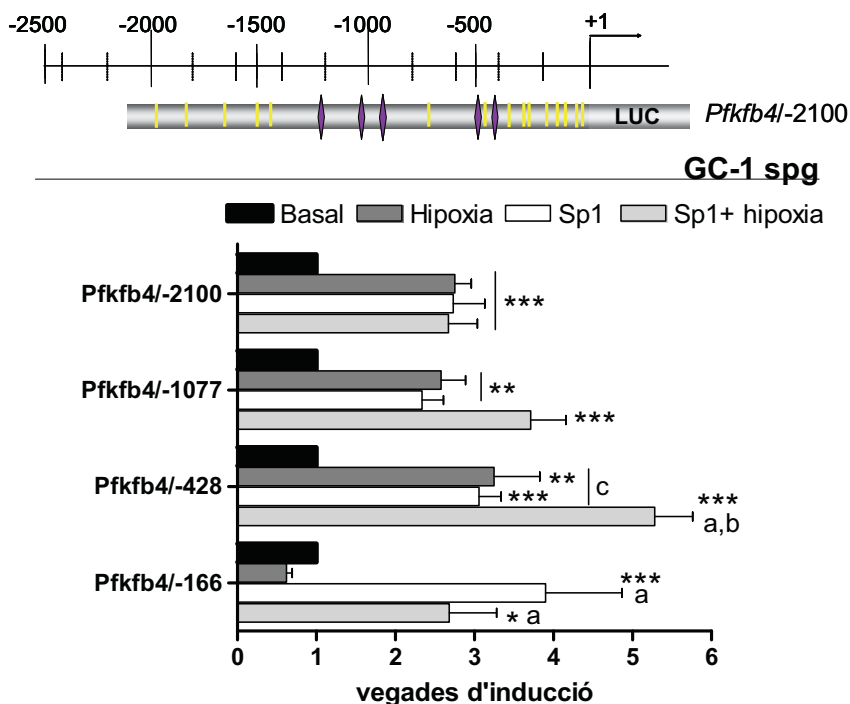 -2500 -2000 -1500 -1000 -500 +1
LUC Pfkfb4/-2100
GC-1 spg
Basal Hipoxia Sp1 Sp1+ hipoxia
Pfkfb4/-2100 ***
Pfkfb4/-1077 **
***
Pfkfb4/-428 ** c
***
***
a,b
Pfkfb4/-166 ***
a
* a
0 1 2 3 4 5 6
vegades d'inducció